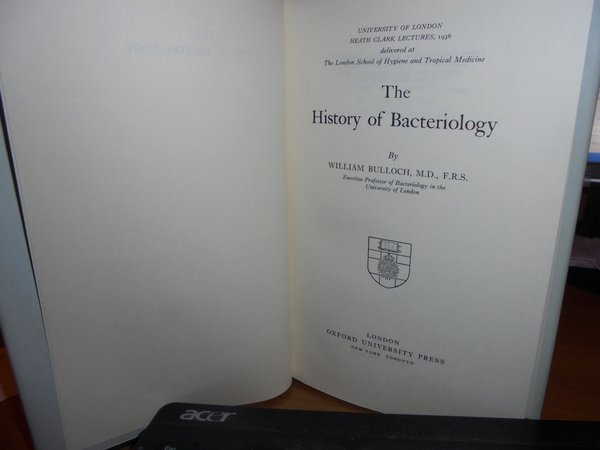 UNIVERSITY OF LONDON
HEATH CLARK LECTURES, 1936
delivered at
The London School of Hygiene and Tropical Medicine
The
History of Bacteriology
By
WILLIAM BULLOCH, M.D., F.R.S.
Emeritus Professor of Bacteriology in the
University of London
LONDON
OXFORD UNIVERSITY PRESS
NEW YORK TORONTO
acer